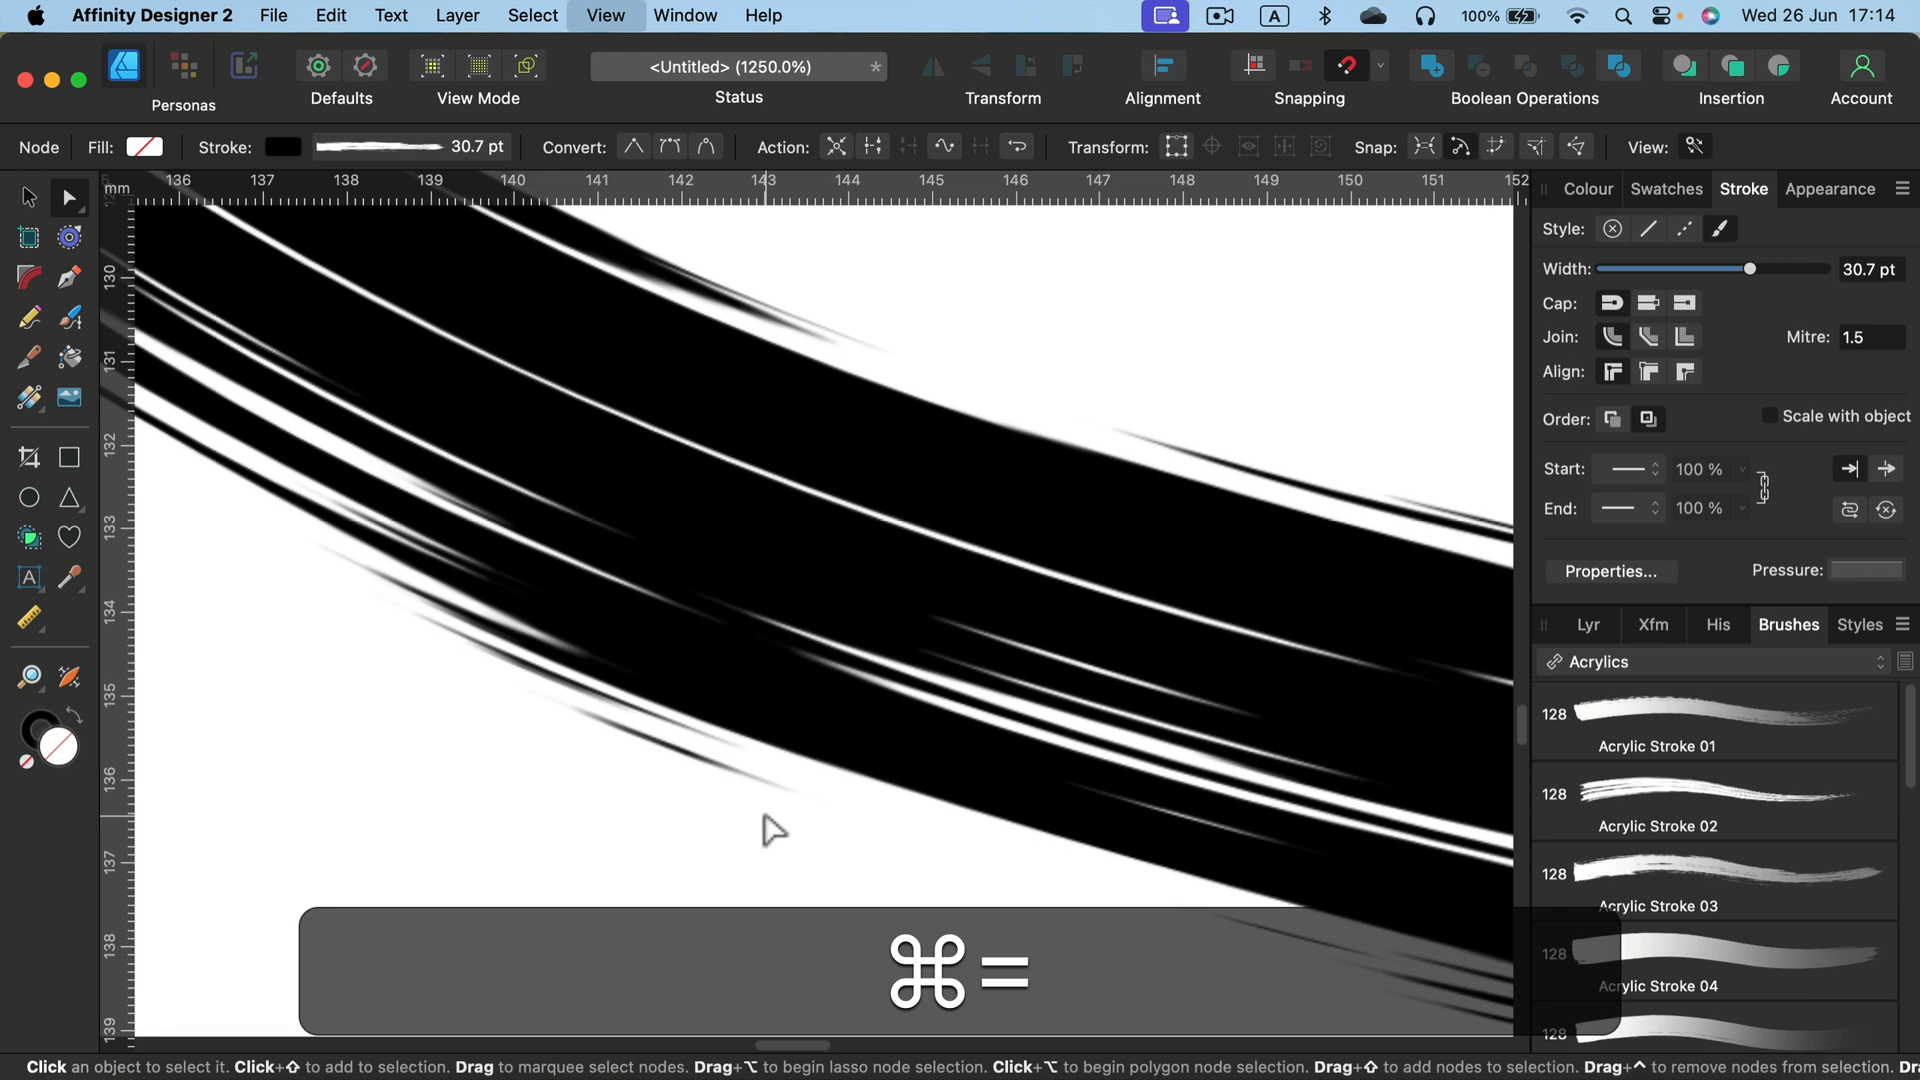 Affinity Designer 2 File Edit Text Layer Select View Window Help A 100% Wed 26 Jun 17:14
<Untitled> (1250.0%) *
Personas Defaults View Mode Status Transform Alignment Snapping Boolean Operations Insertion Account
Node Fill: Stroke: 30.7 pt Convert: Action: Transform: Snap: View:
mm 136 137 138 139 140 141 142 143 144 145 146 147 148 149 150 151 152
130
131
132
133
134
135
136
137
138
139
A
Colour Swatches Stroke Appearance
Style:
Width: 30.7 pt
Cap:
Join: Mitre: 1.5
Align:
Order: Scale with object
Start: 100 %
End: 100 %
Properties... Pressure:
Lyr Xfm His Brushes Styles
Acrylics
128
Acrylic Stroke 01
128
Acrylic Stroke 02
128
Acrylic Stroke 03
128
Acrylic Stroke 04
128
⌘=
Click an object to select it. Click+⇧ to add to selection. Drag to marquee select nodes. Drag+⌥ to begin lasso node selection. Click+⌥ to begin polygon node selection. Drag+⇧ to add nodes to selection. Drag+^ to remove nodes from selection.